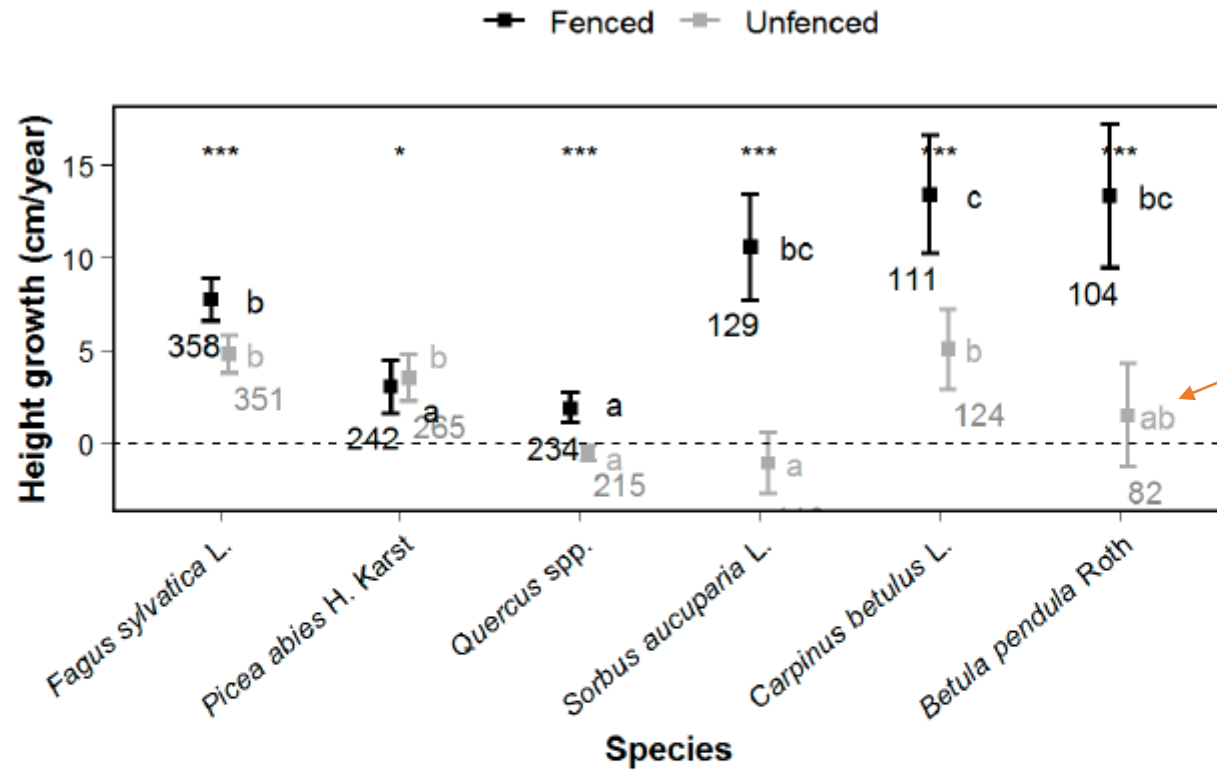 Fenced Unfenced
Height growth (cm/year)
15
10
5
0
*** * *** *** *** ***
b
358
b
351
242
a
b
265
234
a
a
215
129
bc
a
111
c
b
124
104
bc
ab
82
Fagus sylvatica L.
Picea abies H. Karst
Quercus spp.
Sorbus aucuparia L.
Carpinus betulus L.
Betula pendula Roth
Species